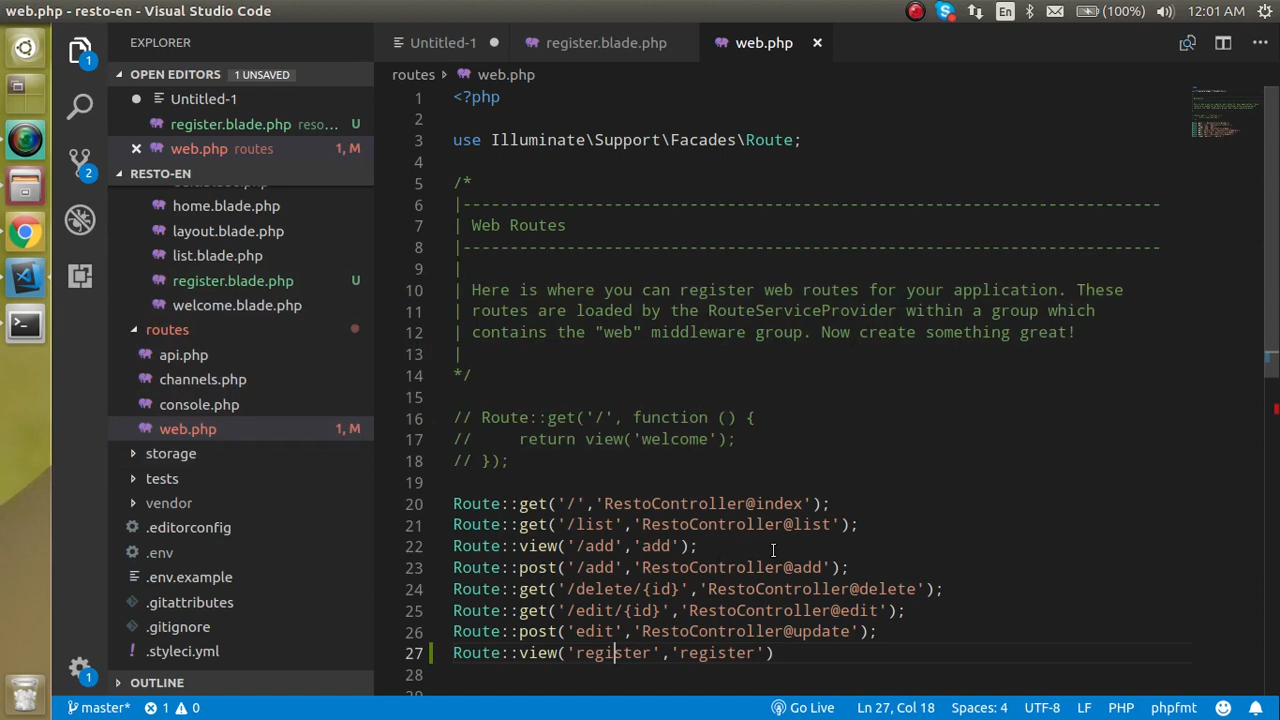 web.php - resto-en - Visual Studio Code
En
(100%)
12:01 AM
EXPLORER
OPEN EDITORS 1 UNSAVED
Untitled-1
register.blade.php reso... U
web.php routes 1, M
RESTO-EN
home.blade.php
layout.blade.php
list.blade.php
register.blade.php U
welcome.blade.php
routes
api.php
channels.php
console.php
web.php 1, M
storage
tests
vendor
.editorconfig
.env
.env.example
.gitattributes
.gitignore
.styleci.yml
OUTLINE
1
2
1
Untitled-1
register.blade.php
web.php
routes web.php
1 <?php
2
3 use Illuminate\Support\Facades\Route;
4
5 /*
6 |--------------------------------------------------------------------------
7 | Web Routes
8 |--------------------------------------------------------------------------
9 |
10 | Here is where you can register web routes for your application. These
11 | routes are loaded by the RouteServiceProvider within a group which
12 | contains the "web" middleware group. Now create something great!
13 |
14 */
15
16 // Route::get('/', function () {
17 //     return view('welcome');
18 // });
19
20 Route::get('/','RestoController@index');
21 Route::get('/list','RestoController@list');
22 Route::view('/add','add');
23 Route::post('/add','RestoController@add');
24 Route::get('/delete/{id}','RestoController@delete');
25 Route::get('/edit/{id}','RestoController@edit');
26 Route::post('edit','RestoController@update');
27 Route::view('register','register')
28
master*
1
0
Go Live
Ln 27, Col 18
Spaces: 4
UTF-8
LF
PHP
phpfmt